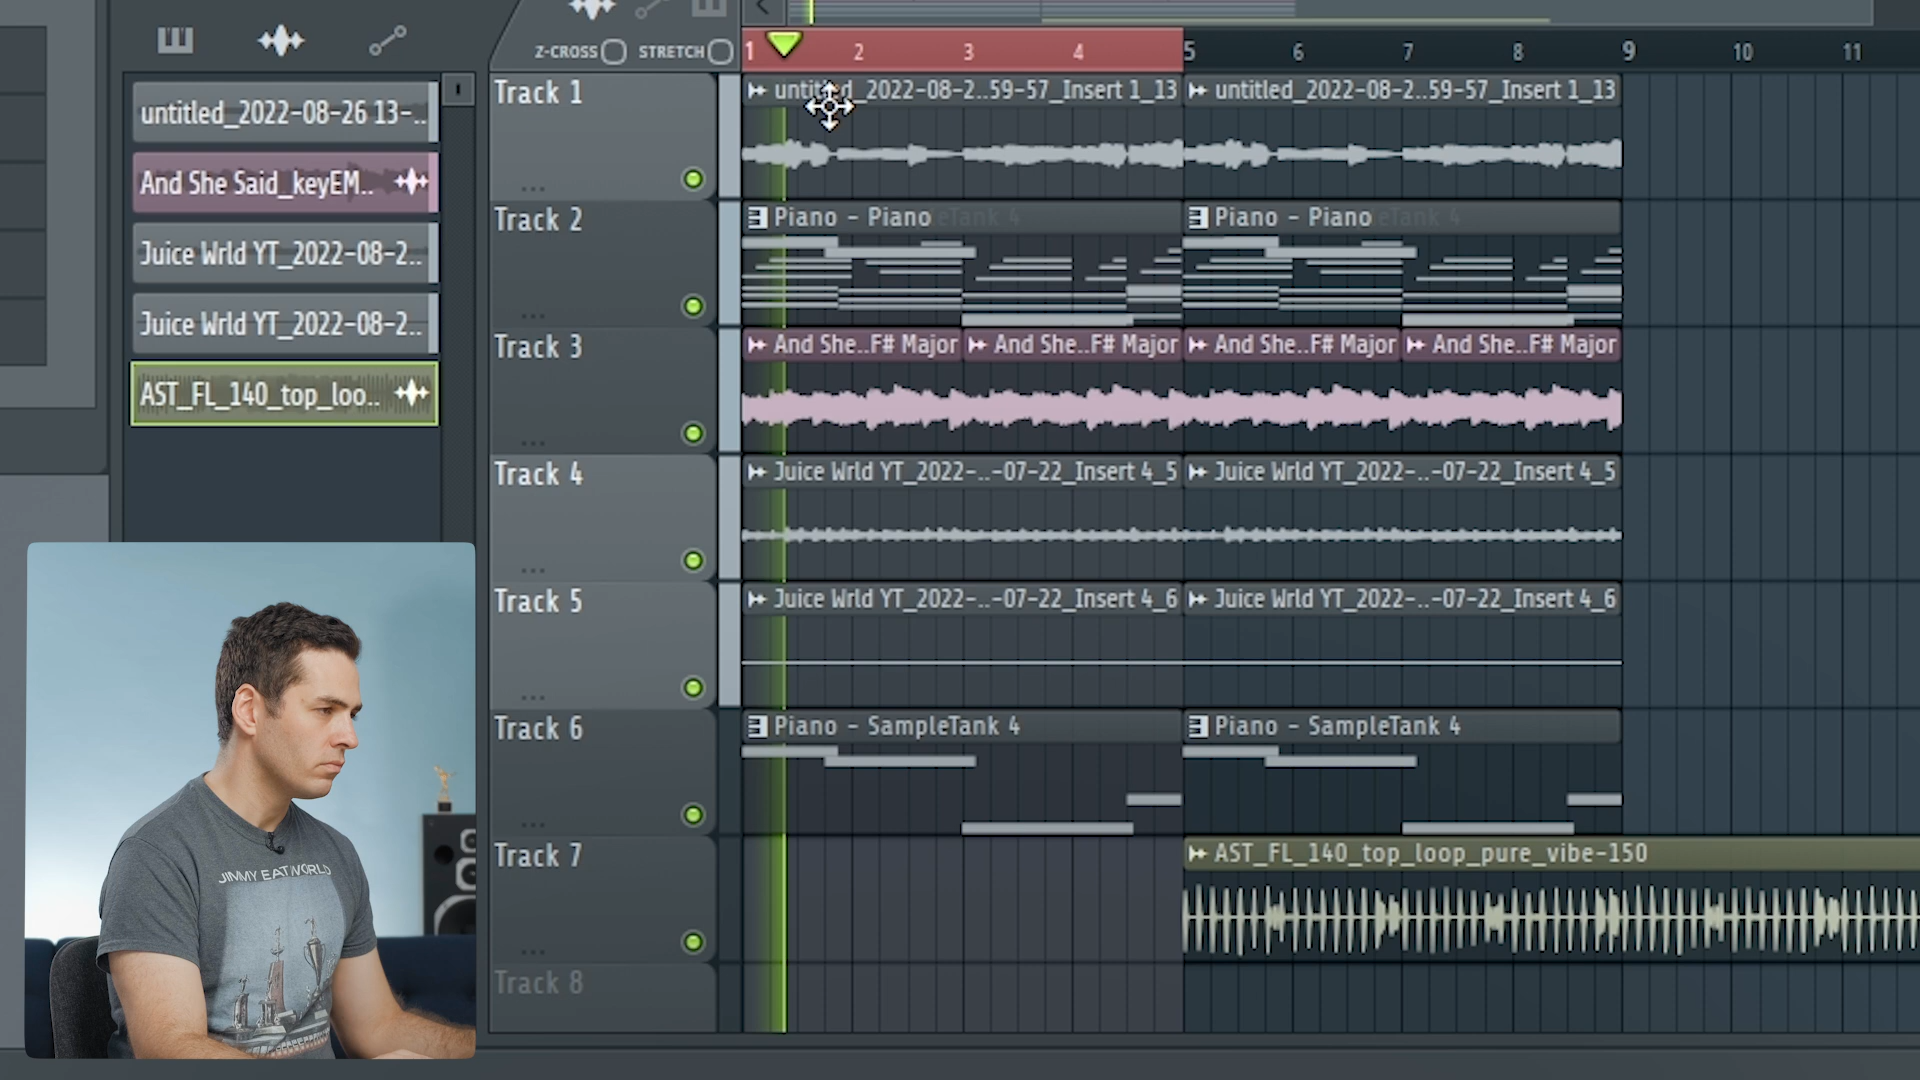 Z-CROSS STRETCH
1 2 3 4 5 6 7 8 9 10 11
untitled_2022-08-26 13-..
And She Said_keyEM..
Juice Wrld YT_2022-08-2..
Juice Wrld YT_2022-08-2..
AST_FL_140_top_loo..
Track 1
untitled_2022-08-2..59-57_Insert 1_13
untitled_2022-08-2..59-57_Insert 1_13
Track 2
Piano - Piano
Piano - Piano
Track 3
And She..F# Major
And She..F# Major
And She..F# Major
And She..F# Major
Track 4
Juice Wrld YT_2022-..-07-22_Insert 4_5
Juice Wrld YT_2022-..-07-22_Insert 4_5
Track 5
Juice Wrld YT_2022-..-07-22_Insert 4_6
Juice Wrld YT_2022-..-07-22_Insert 4_6
Track 6
Piano - SampleTank 4
Piano - SampleTank 4
Track 7
AST_FL_140_top_loop_pure_vibe-150
Track 8
JIMMY EAT WORLD